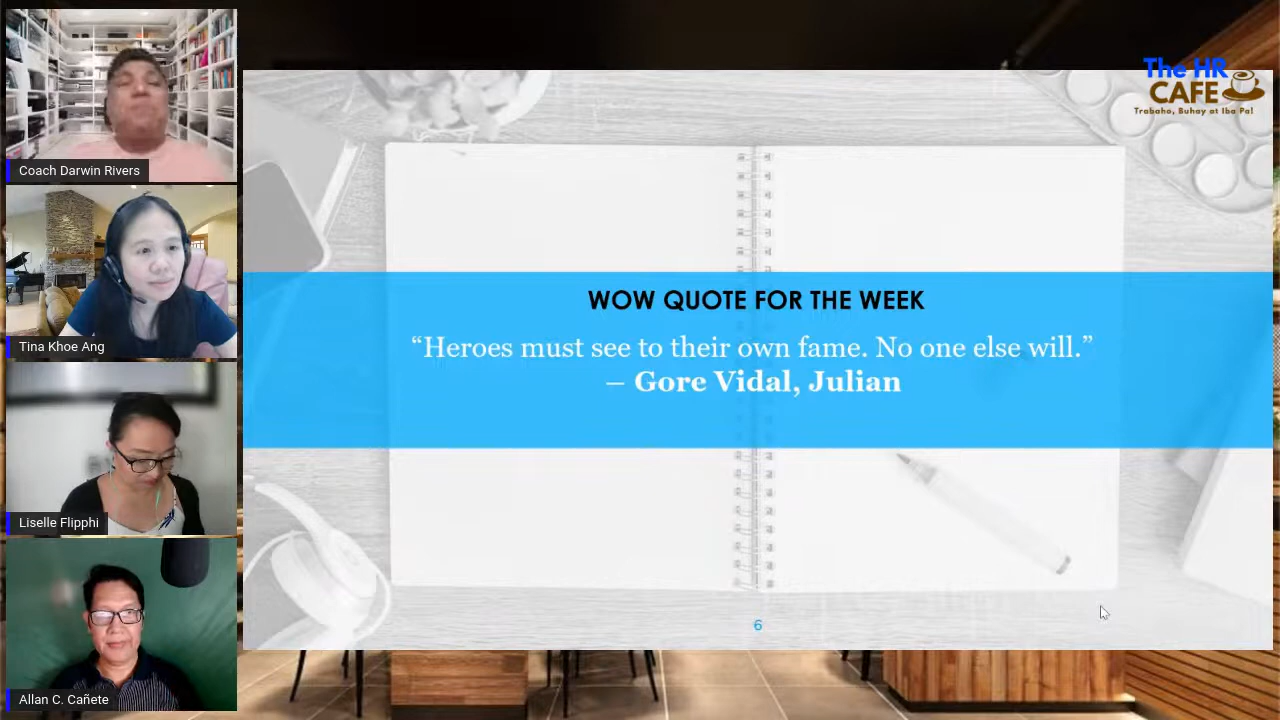 Coach Darwin Rivers
Tina Khoe Ang
Liselle Flipphi
Allan C. Cañete
The HR
CAFE
Trabaho, Buhay at Iba Pa!
WOW QUOTE FOR THE WEEK
“Heroes must see to their own fame. No one else will.”
– Gore Vidal, Julian
6